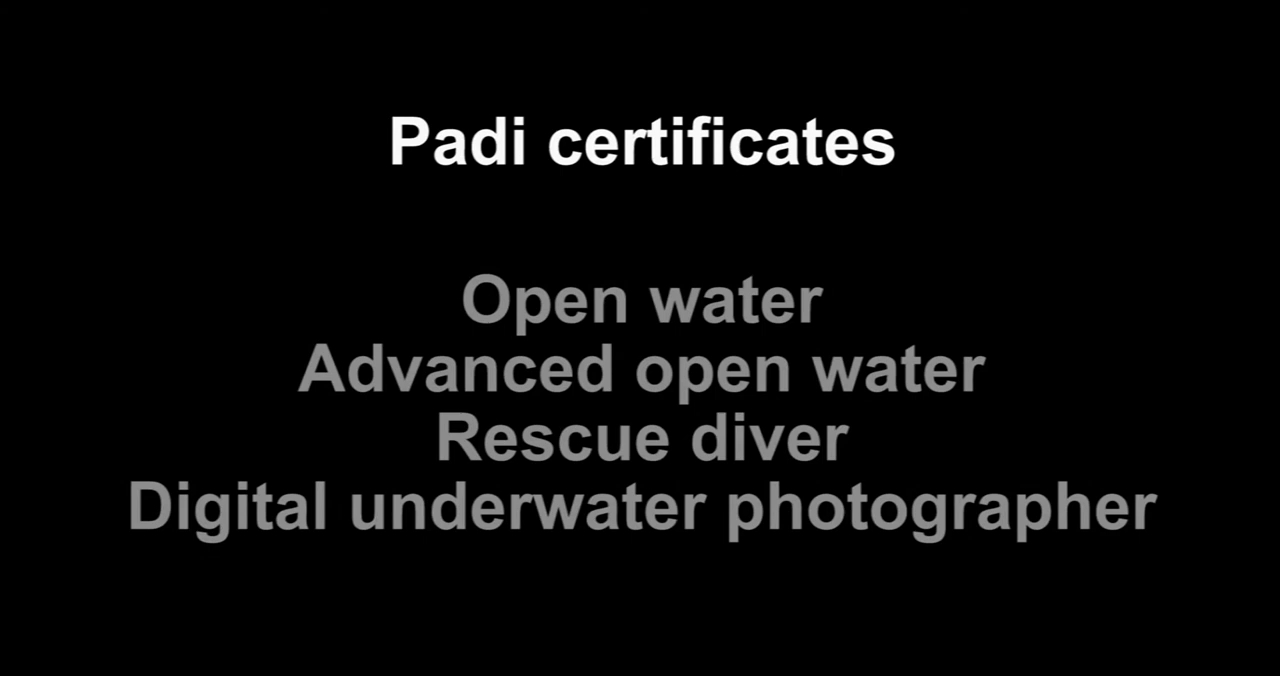 Padi certificates
Open water
Advanced open water
Rescue diver
Digital underwater photographer